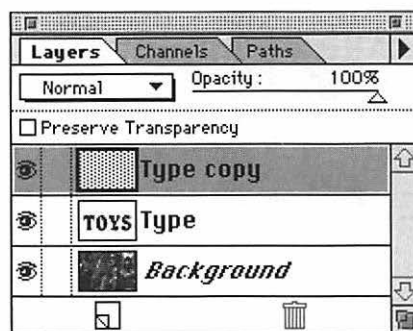 Layers Channels Paths
Normal Opacity: 100%
Preserve Transparency
Type copy
TOYS Type
Background